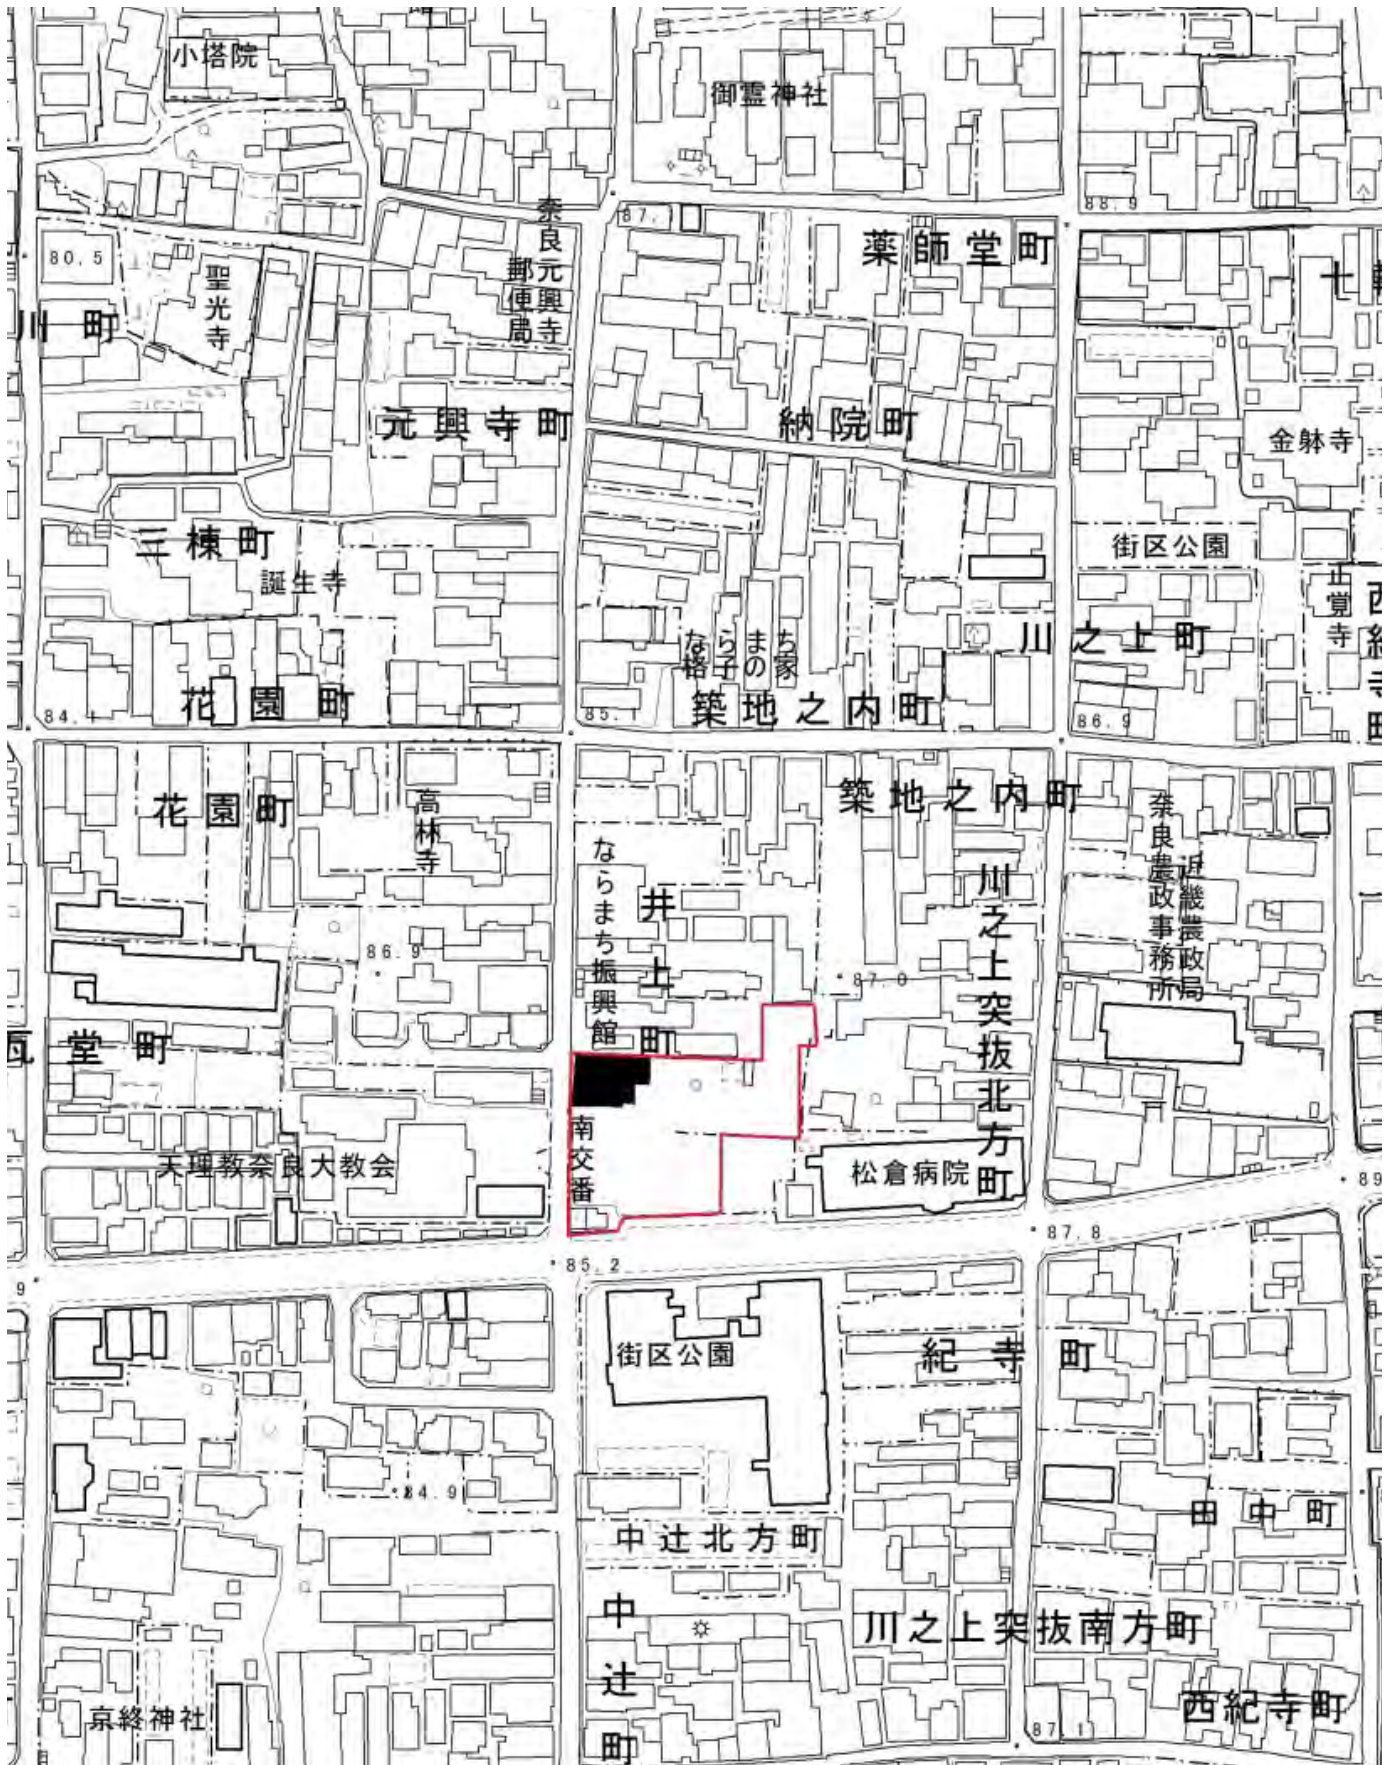 小塔院
御霊神社
88.9
87.1
奈良元興寺
郵便局
薬師堂町
80.5
聖光寺
川町
元興寺町
納院町
金躰寺
三棟町
誕生寺
街区公園
正覚寺
川之上町
ならまち
格子の家
花園町
84.1
85.1
築地之内町
86.9
花園町
高林寺
築地之内町
奈良農政事務所
近畿農政局
ならまち振興館
井上町
川之上突抜北方町
86.9
87.0
瓦堂町
南交番
天理教奈良大教会
松倉病院
89
87.8
85.2
9
街区公園
紀寺町
84.9
田中町
中辻北方町
中辻町
川之上突抜南方町
京終神社
西紀寺町
87.1